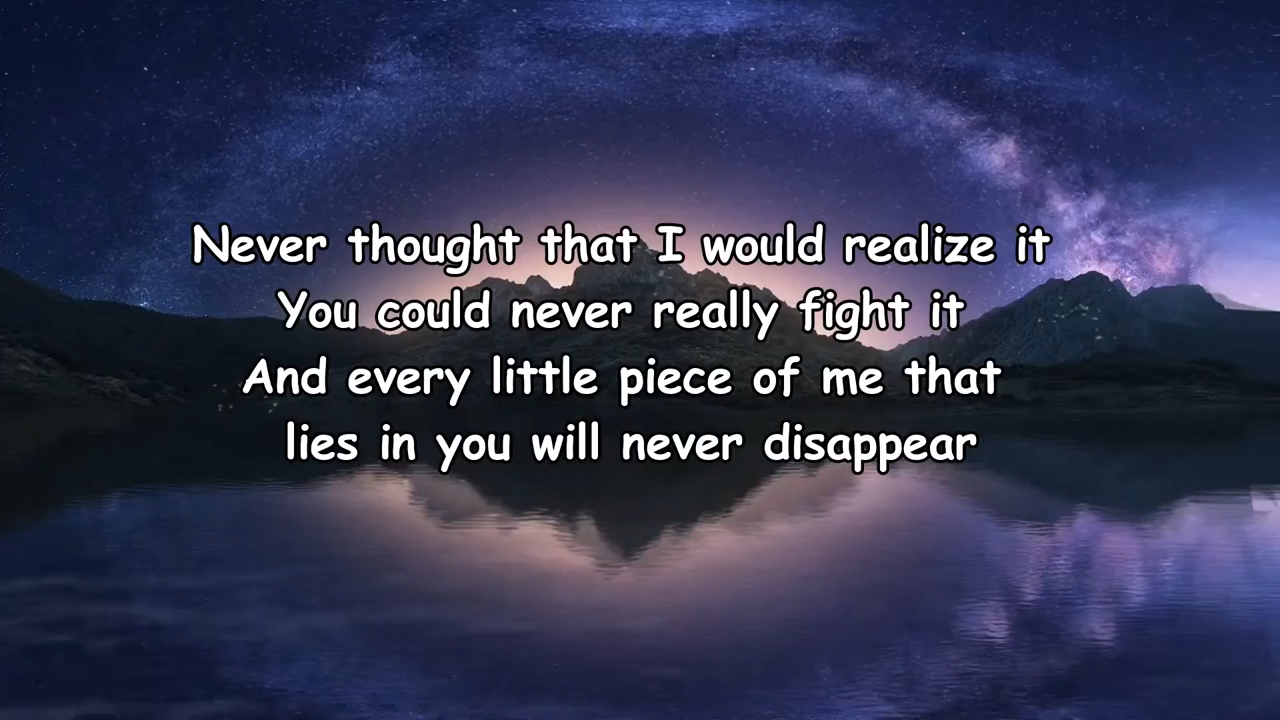 Never thought that I would realize it
You could never really fight it
And every little piece of me that
lies in you will never disappear